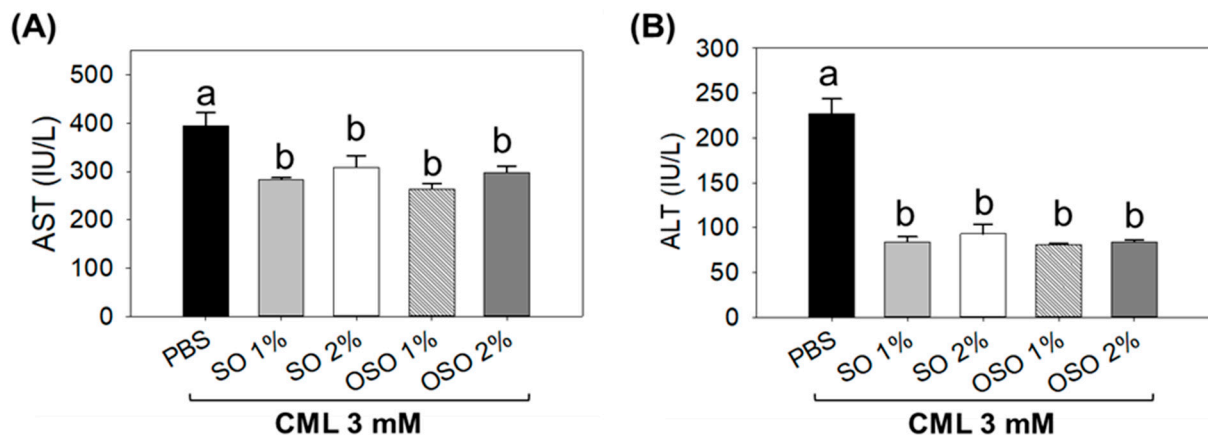 (A)
AST (IU/L)
500
400
300
200
100
0
a
b
b
b
b
PBS
SO 1%
SO 2%
OSO 1%
OSO 2%
CML 3 mM
(B)
ALT (IU/L)
300
250
200
150
100
50
0
a
b
b
b
b
PBS
SO 1%
SO 2%
OSO 1%
OSO 2%
CML 3 mM